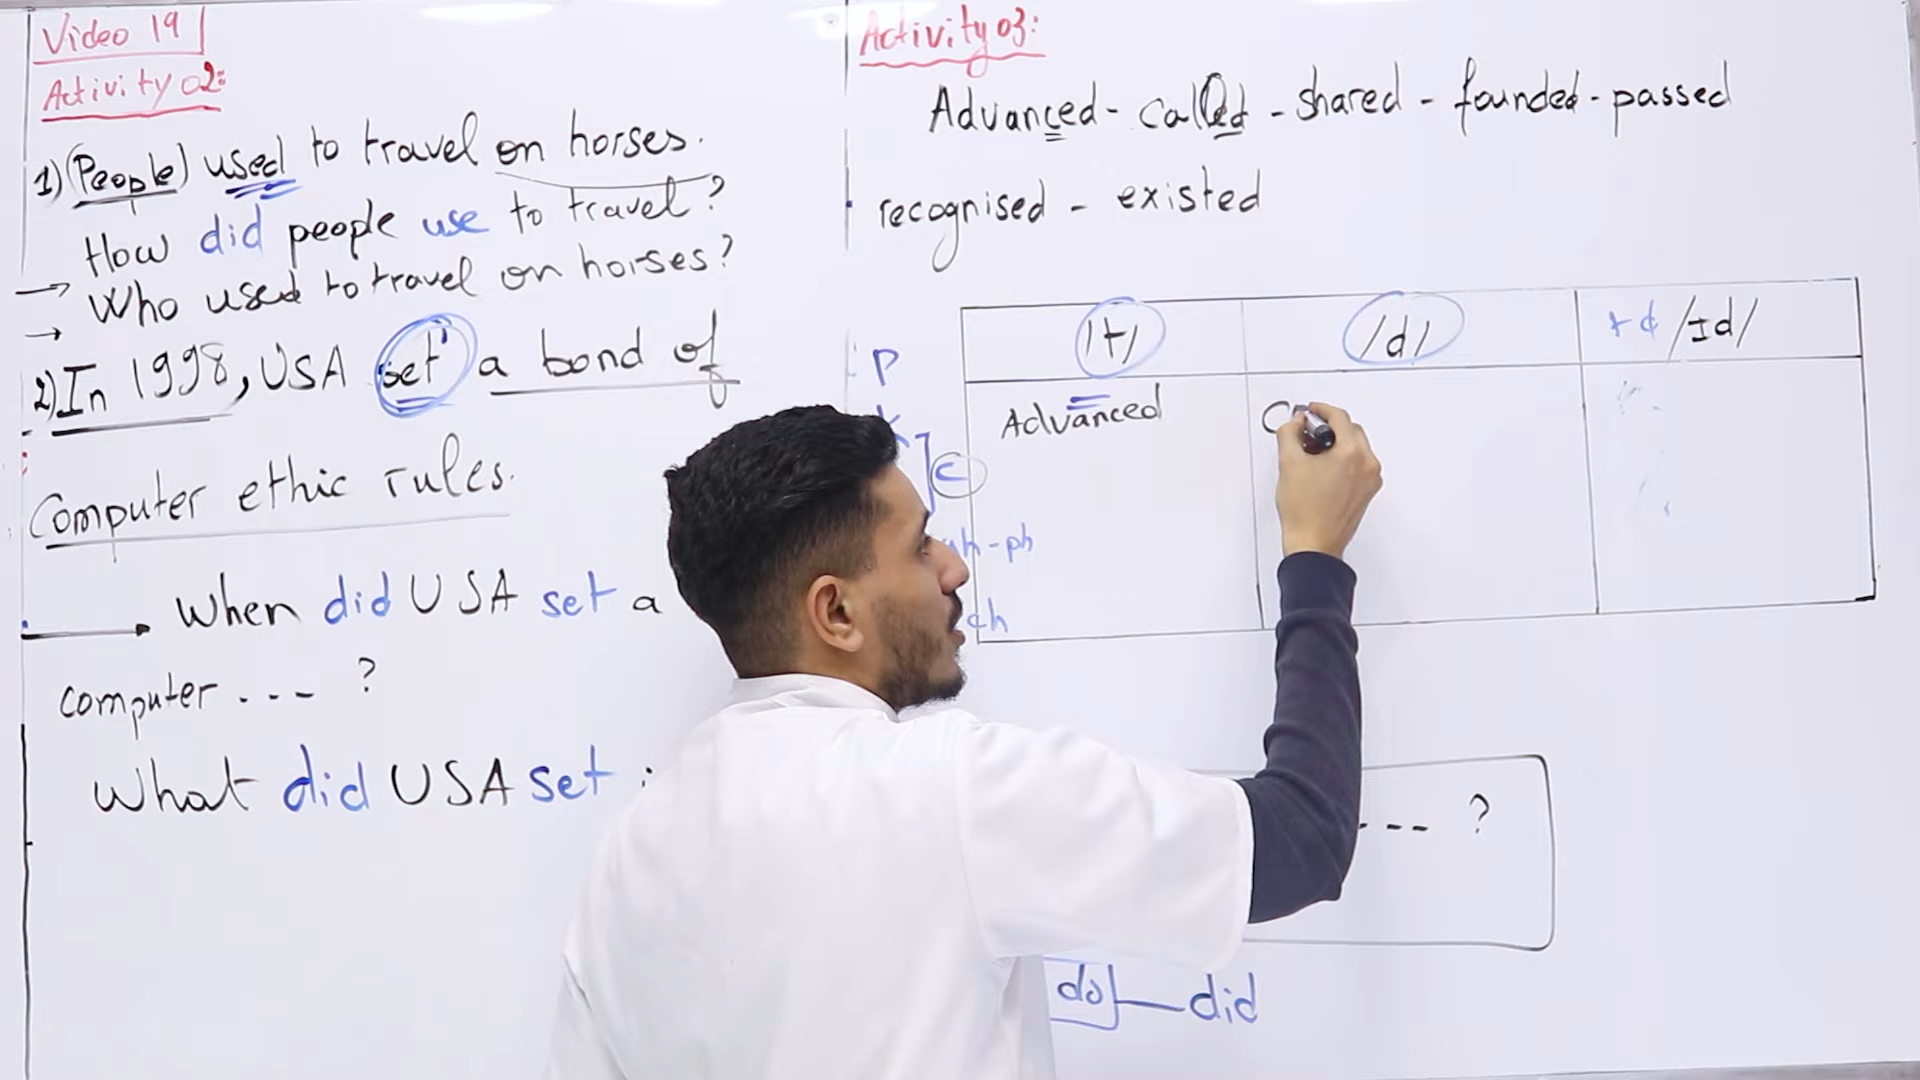 Video 19
Activity 02:
1) (People) used to travel on horses.
How did people use to travel?
→ Who used to travel on horses?
→
2) In 1998, USA set a bond of
Computer ethic rules.
When did USA set a
computer - - - ?
What did USA set
Activity 03:
Advanced - called - shared - founded - passed
recognised - existed
/t/ /d/ t d /Id/
p
k
c
Advanced
gh - ph
ch
- - - ?
do — did